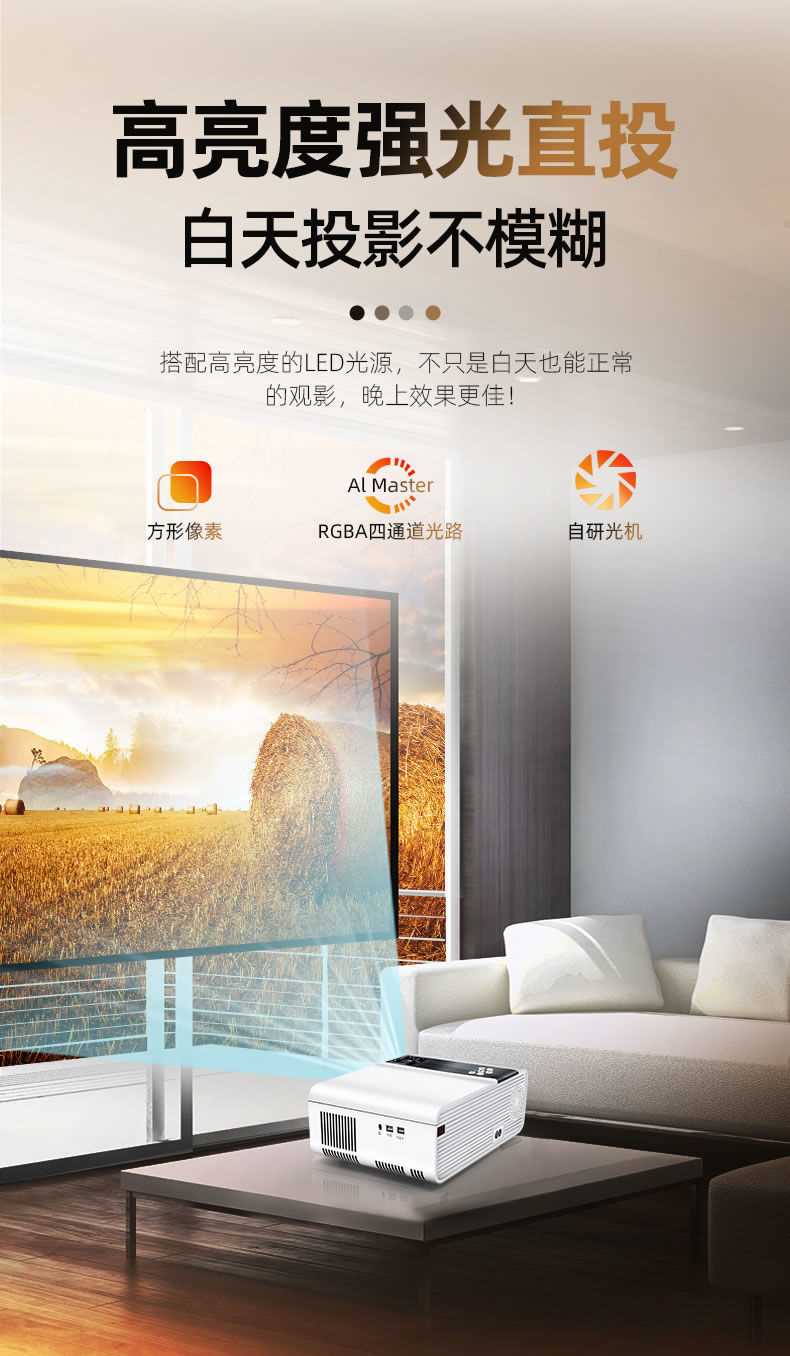 高亮度强光直投
白天投影不模糊
搭配高亮度的LED光源，不只是白天也能正常
的观影，晚上效果更佳！
AI Master
方形像素
RGBA四通道光路
自研光机